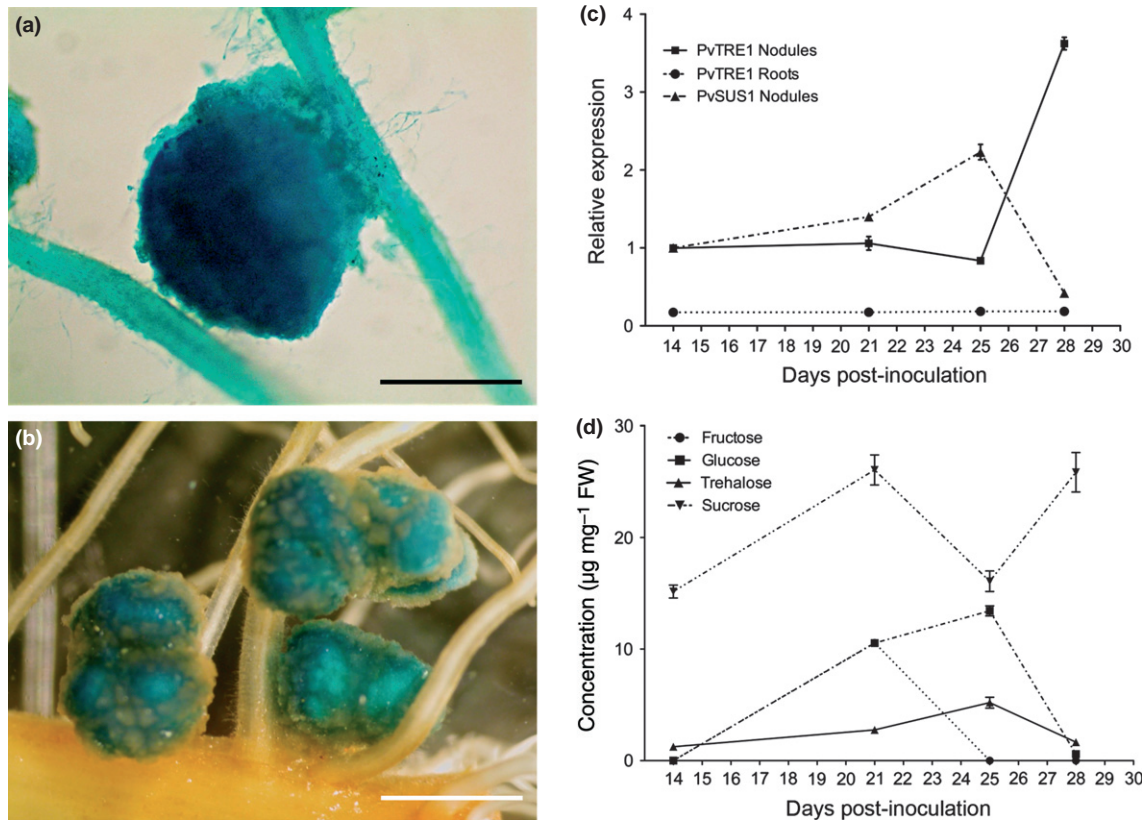 (a)
(b)
(c)
PvTRE1 Nodules
PvTRE1 Roots
PvSUS1 Nodules
Relative expression
4
3
2
1
0
14 15 16 17 18 19 20 21 22 23 24 25 26 27 28 29 30
Days post-inoculation
(d)
Fructose
Glucose
Trehalose
Sucrose
Concentration (µg mg–1 FW)
30
20
10
0
14 15 16 17 18 19 20 21 22 23 24 25 26 27 28 29 30
Days post-inoculation